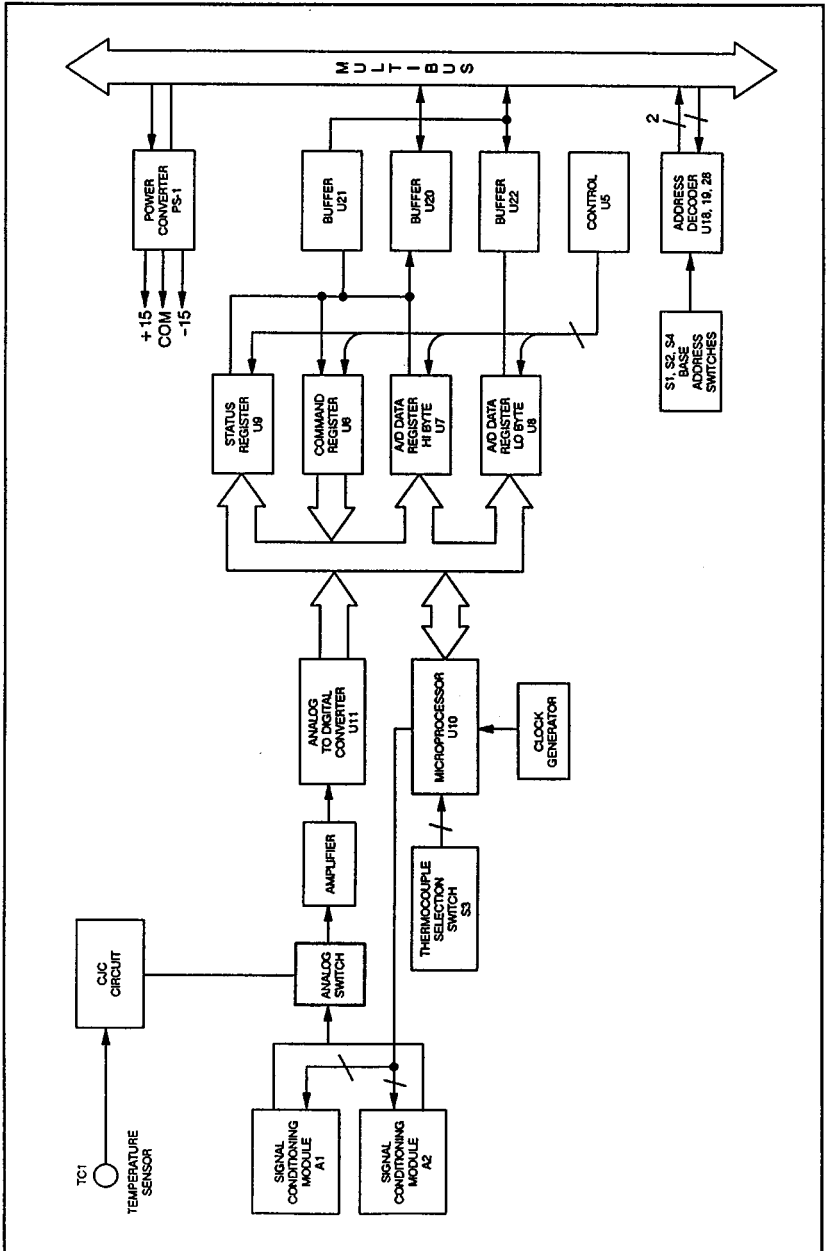 TC1
TEMPERATURE
SENSOR
CJC
CIRCUIT
SIGNAL
CONDITIONING
MODULE
A1
SIGNAL
CONDITIONING
MODULE
A2
ANALOG
SWITCH
AMPLIFIER
ANALOG
TO DIGITAL
CONVERTER
U11
THERMOCOUPLE
SELECTION
SWITCH
S3
MICROPROCESSOR
U10
CLOCK
GENERATOR
STATUS
REGISTER
U9
COMMAND
REGISTER
U6
A/D DATA
REGISTER
HI BYTE
U7
A/D DATA
REGISTER
LO BYTE
U8
+15
COM
-15
POWER
CONVERTER
PS-1
BUFFER
U21
BUFFER
U20
BUFFER
U22
CONTROL
U5
S1, S2, S4
BASE
ADDRESS
SWITCHES
ADDRESS
DECODER
U18, 19, 28
2
MULTIBUS